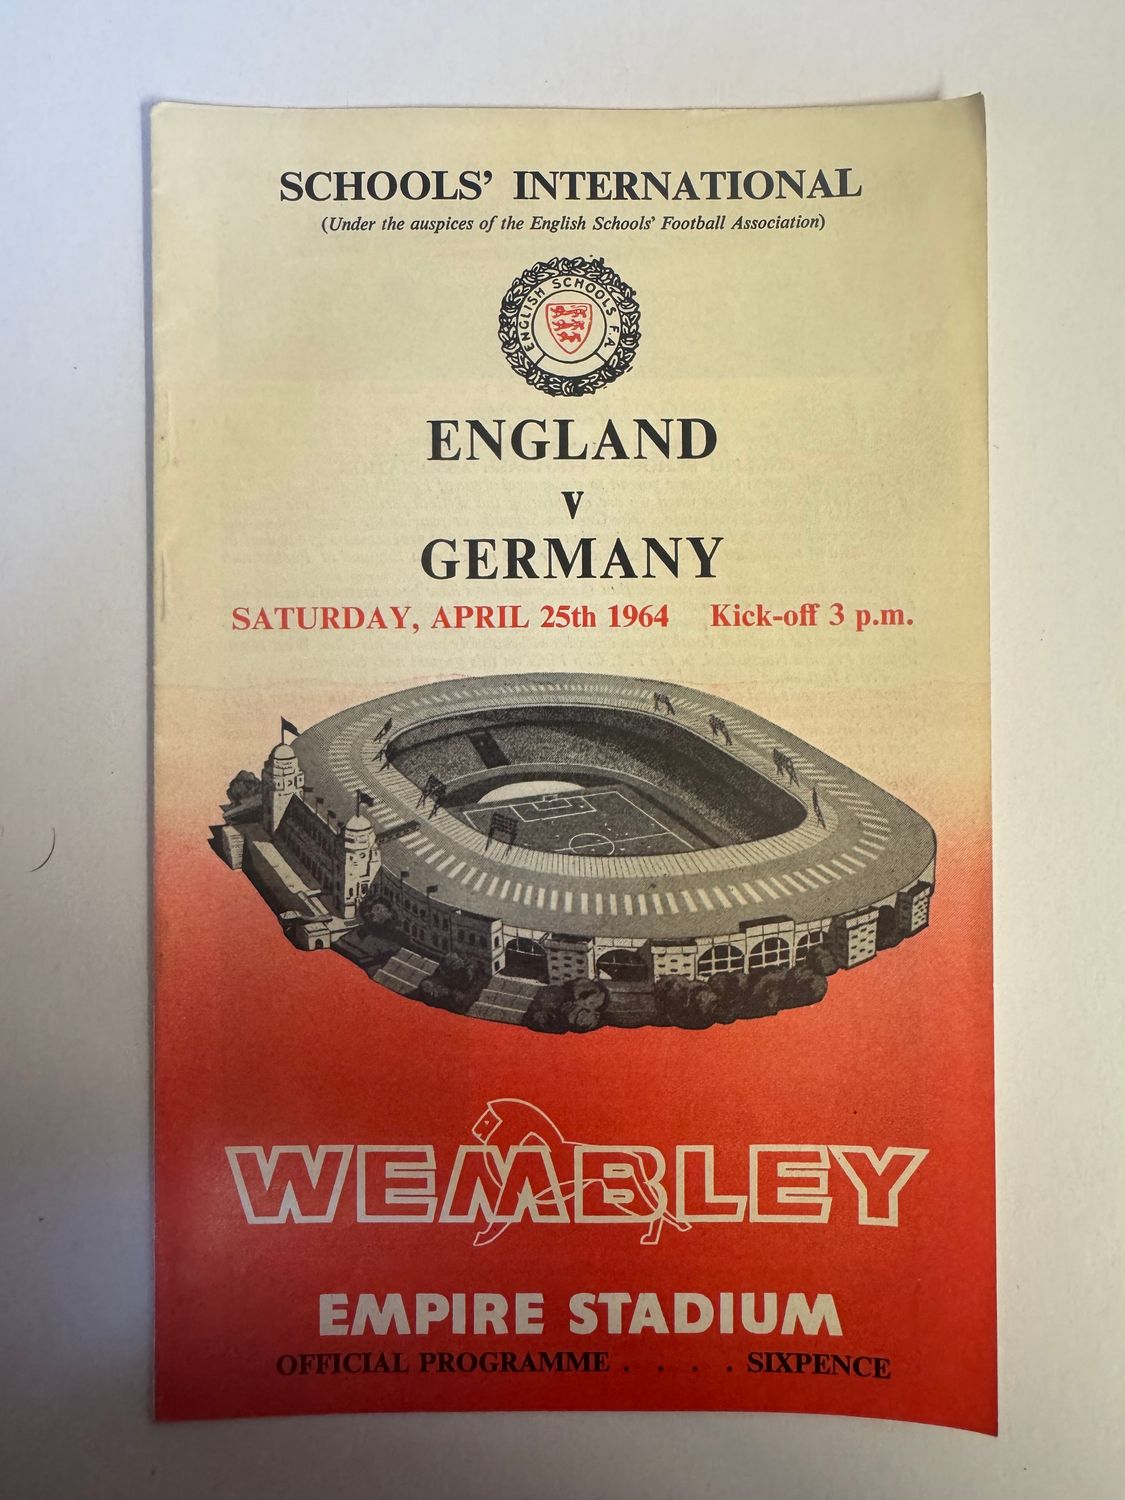 SCHOOLS' INTERNATIONAL
(Under the auspices of the English Schools' Football Association)
ENGLISH SCHOOLS F.A.
ENGLAND
v
GERMANY
SATURDAY, APRIL 25th 1964 Kick-off 3 p.m.
WEMBLEY
EMPIRE STADIUM
OFFICIAL PROGRAMME . . . . SIXPENCE